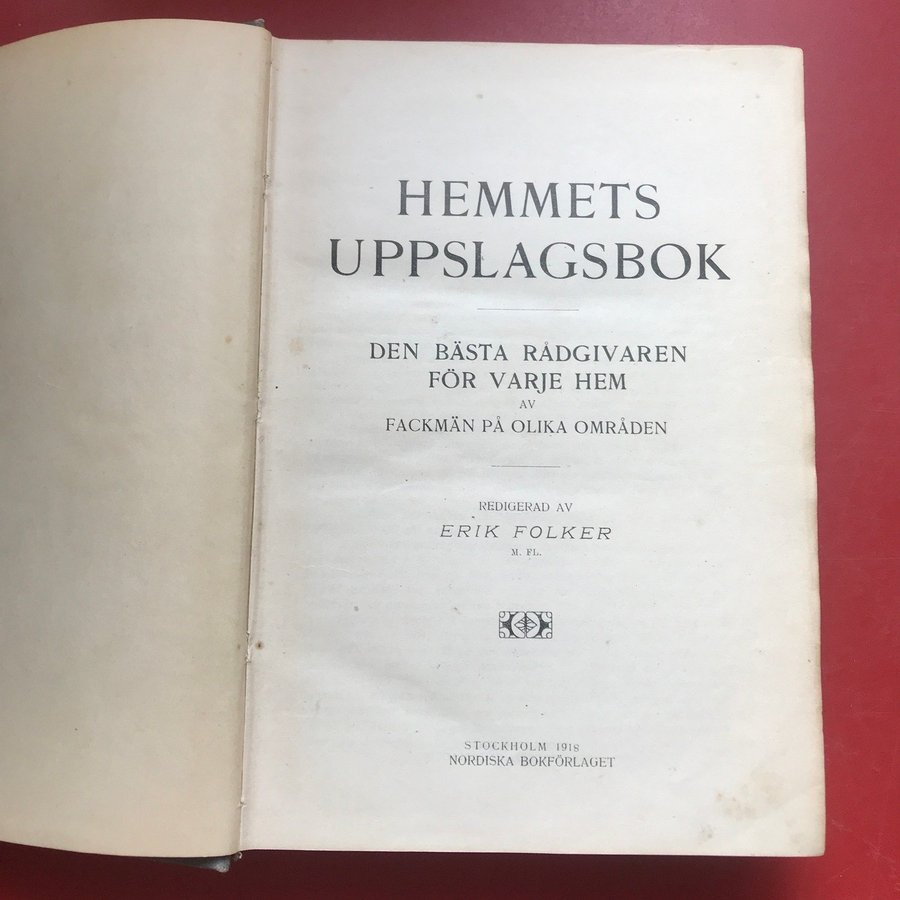 HEMMETS
UPPSLAGSBOK
DEN BÄSTA RÅDGIVAREN
FÖR VARJE HEM
AV
FACKMÄN PÅ OLIKA OMRÅDEN
REDIGERAD AV
ERIK FOLKER
M. FL.
STOCKHOLM 1918
NORDISKA BOKFÖRLAGET